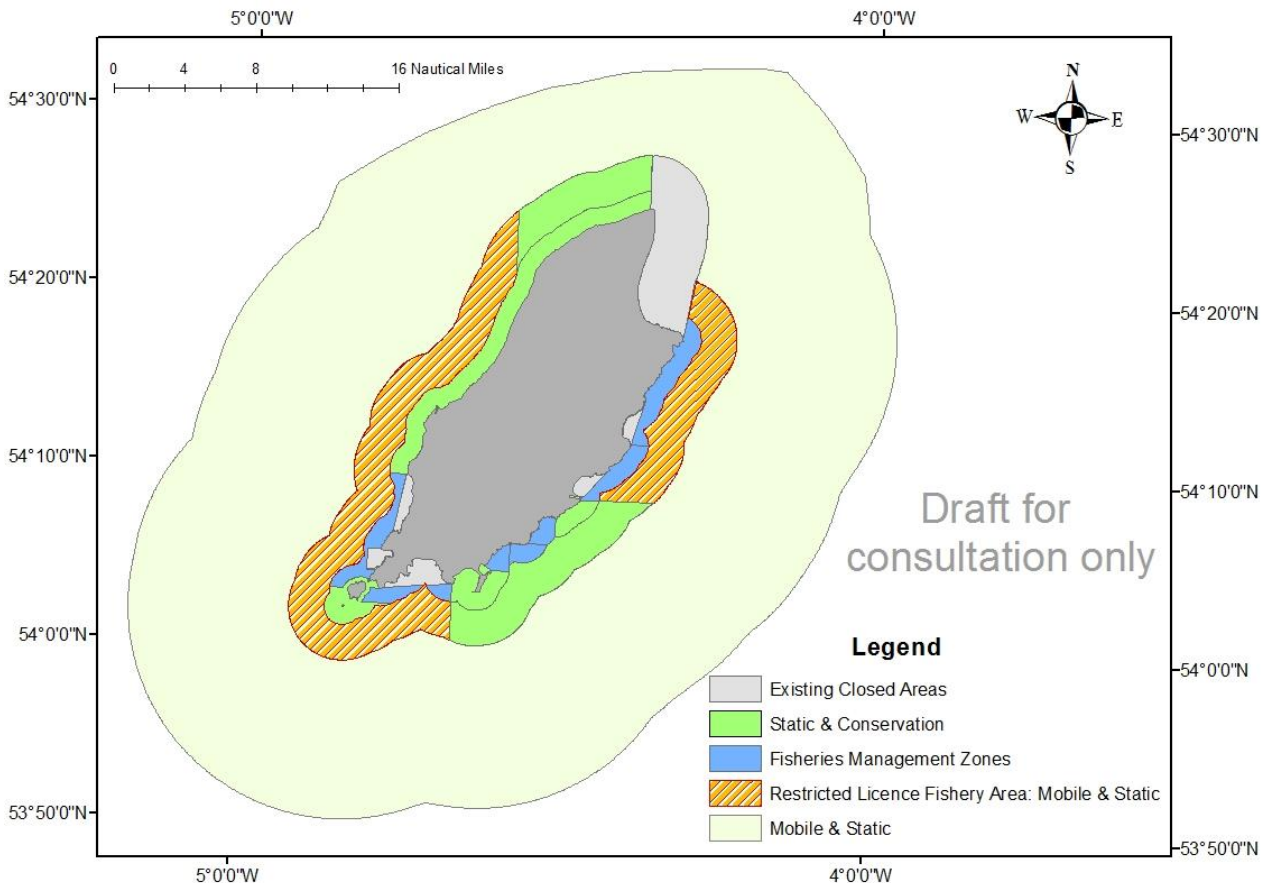 5°0'0"W 4°0'0"W
0 4 8 16 Nautical Miles
N
W E
S
54°30'0"N 54°30'0"N
54°20'0"N 54°20'0"N
54°10'0"N 54°10'0"N
Draft for
consultation only
54°0'0"N 54°0'0"N
Legend
Existing Closed Areas
Static & Conservation
Fisheries Management Zones
Restricted Licence Fishery Area: Mobile & Static
Mobile & Static
53°50'0"N 53°50'0"N
5°0'0"W 4°0'0"W